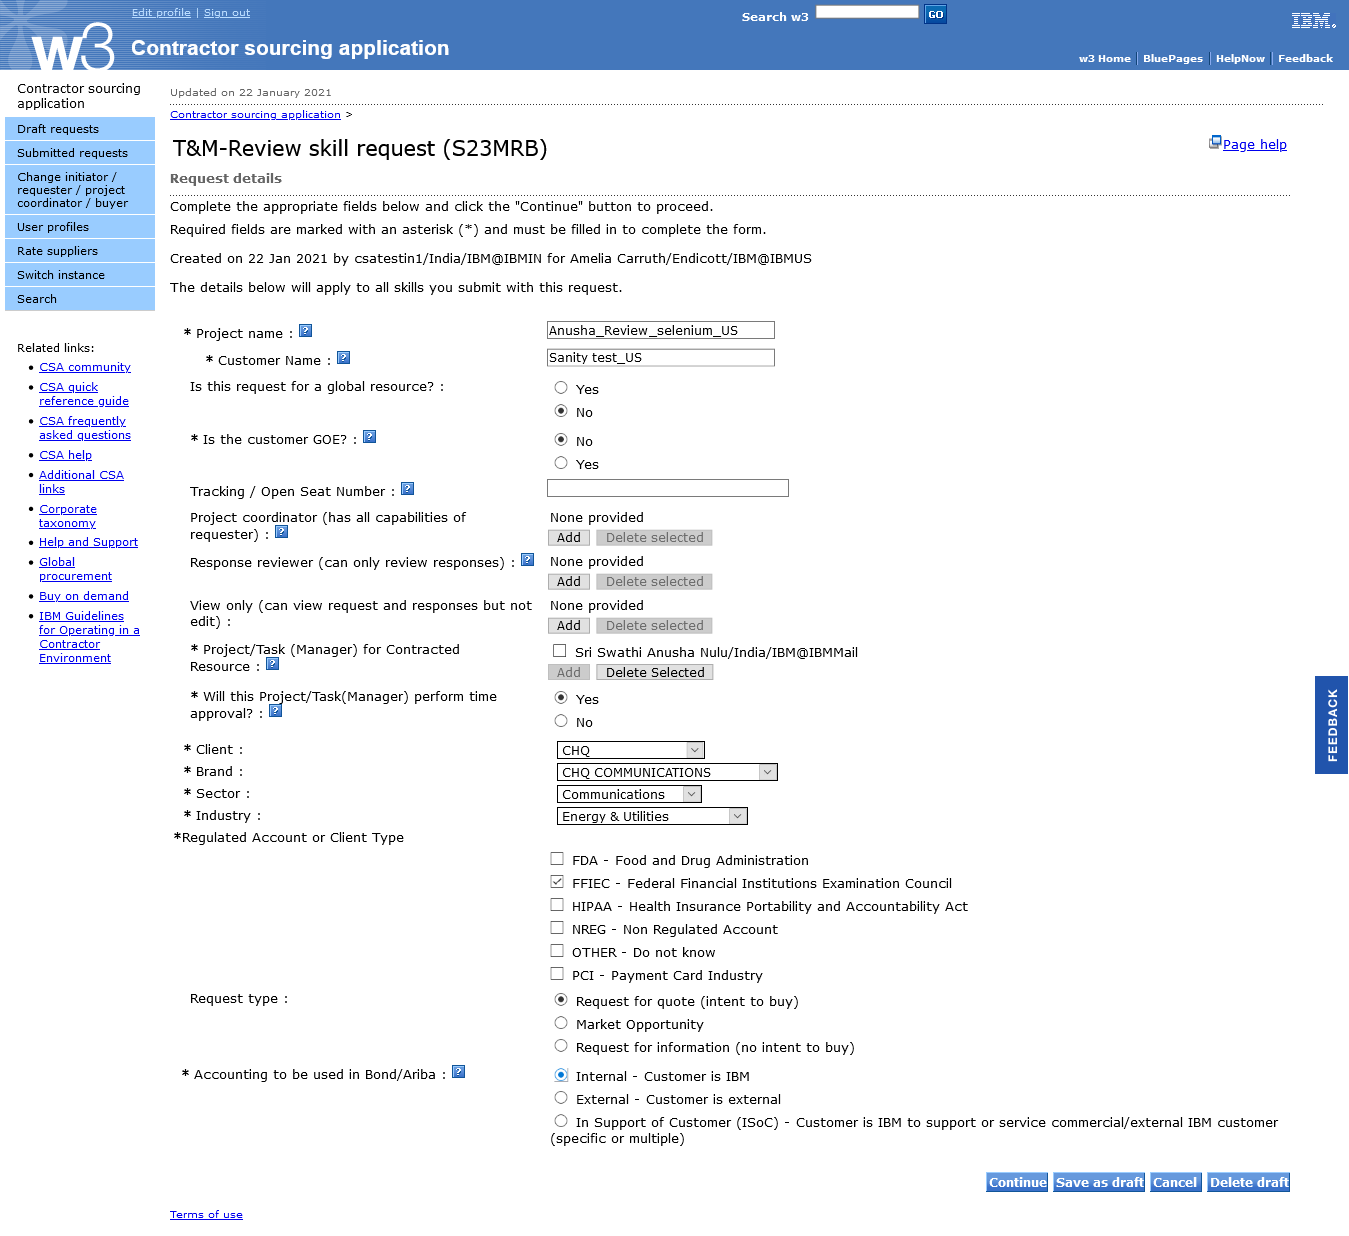 Edit profile | Sign out
Search w3
GO
IBM.
w3
Contractor sourcing application
w3 Home
BluePages
HelpNow
Feedback
Contractor sourcing
application
Draft requests
Submitted requests
Change initiator /
requester / project
coordinator / buyer
User profiles
Rate suppliers
Switch instance
Search
Related links:
CSA community
CSA quick
reference guide
CSA frequently
asked questions
CSA help
Additional CSA
links
Corporate
taxonomy
Help and Support
Global
procurement
Buy on demand
IBM Guidelines
for Operating in a
Contractor
Environment
Updated on 22 January 2021
Contractor sourcing application >
T&M-Review skill request (S23MRB)
Page help
Request details
Complete the appropriate fields below and click the "Continue" button to proceed.
Required fields are marked with an asterisk (*) and must be filled in to complete the form.
Created on 22 Jan 2021 by csatestin1/India/IBM@IBMIN for Amelia Carruth/Endicott/IBM@IBMUS
The details below will apply to all skills you submit with this request.
* Project name : ? Anusha_Review_selenium_US
* Customer Name : ? Sanity test_US
Is this request for a global resource? : Yes
No
* Is the customer GOE? : ? No
Yes
Tracking / Open Seat Number : ?
Project coordinator (has all capabilities of
requester) : ?
None provided
Add Delete selected
Response reviewer (can only review responses) : ? None provided
Add Delete selected
View only (can view request and responses but not
edit) :
None provided
Add Delete selected
* Project/Task (Manager) for Contracted
Resource : ?
Sri Swathi Anusha Nulu/India/IBM@IBMMail
Add Delete Selected
* Will this Project/Task(Manager) perform time
approval? : ?
Yes
No
* Client : CHQ
* Brand : CHQ COMMUNICATIONS
* Sector : Communications
* Industry : Energy & Utilities
*Regulated Account or Client Type
FDA - Food and Drug Administration
FFIEC - Federal Financial Institutions Examination Council
HIPAA - Health Insurance Portability and Accountability Act
NREG - Non Regulated Account
OTHER - Do not know
PCI - Payment Card Industry
Request type : Request for quote (intent to buy)
Market Opportunity
Request for information (no intent to buy)
* Accounting to be used in Bond/Ariba : ? Internal - Customer is IBM
External - Customer is external
In Support of Customer (ISoC) - Customer is IBM to support or service commercial/external IBM customer
(specific or multiple)
Continue Save as draft Cancel Delete draft
Terms of use
FEEDBACK